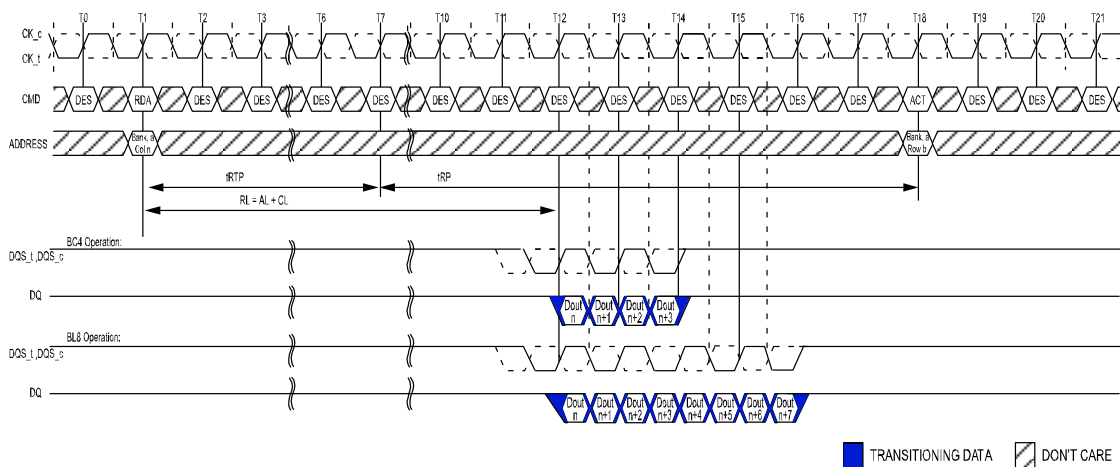 T0 T1 T2 T3 T6 T7 T10 T11 T12 T13 T14 T15 T16 T17 T18 T19 T20 T21
CK_c
CK_t
CMD DES RDA DES DES DES DES DES DES DES DES DES DES DES DES ACT DES DES DES
ADDRESS Bank, a Bank, a
Col n Row b
tRTP tRP
RL = AL + CL
BC4 Operation:
DQS_t ,DQS_c
DQ Dout Dout Dout Dout
n n+1 n+2 n+3
BL8 Operation:
DQS_t ,DQS_c
DQ Dout Dout Dout Dout Dout Dout Dout Dout
n n+1 n+2 n+3 n+4 n+5 n+6 n+7
TRANSITIONING DATA DON'T CARE